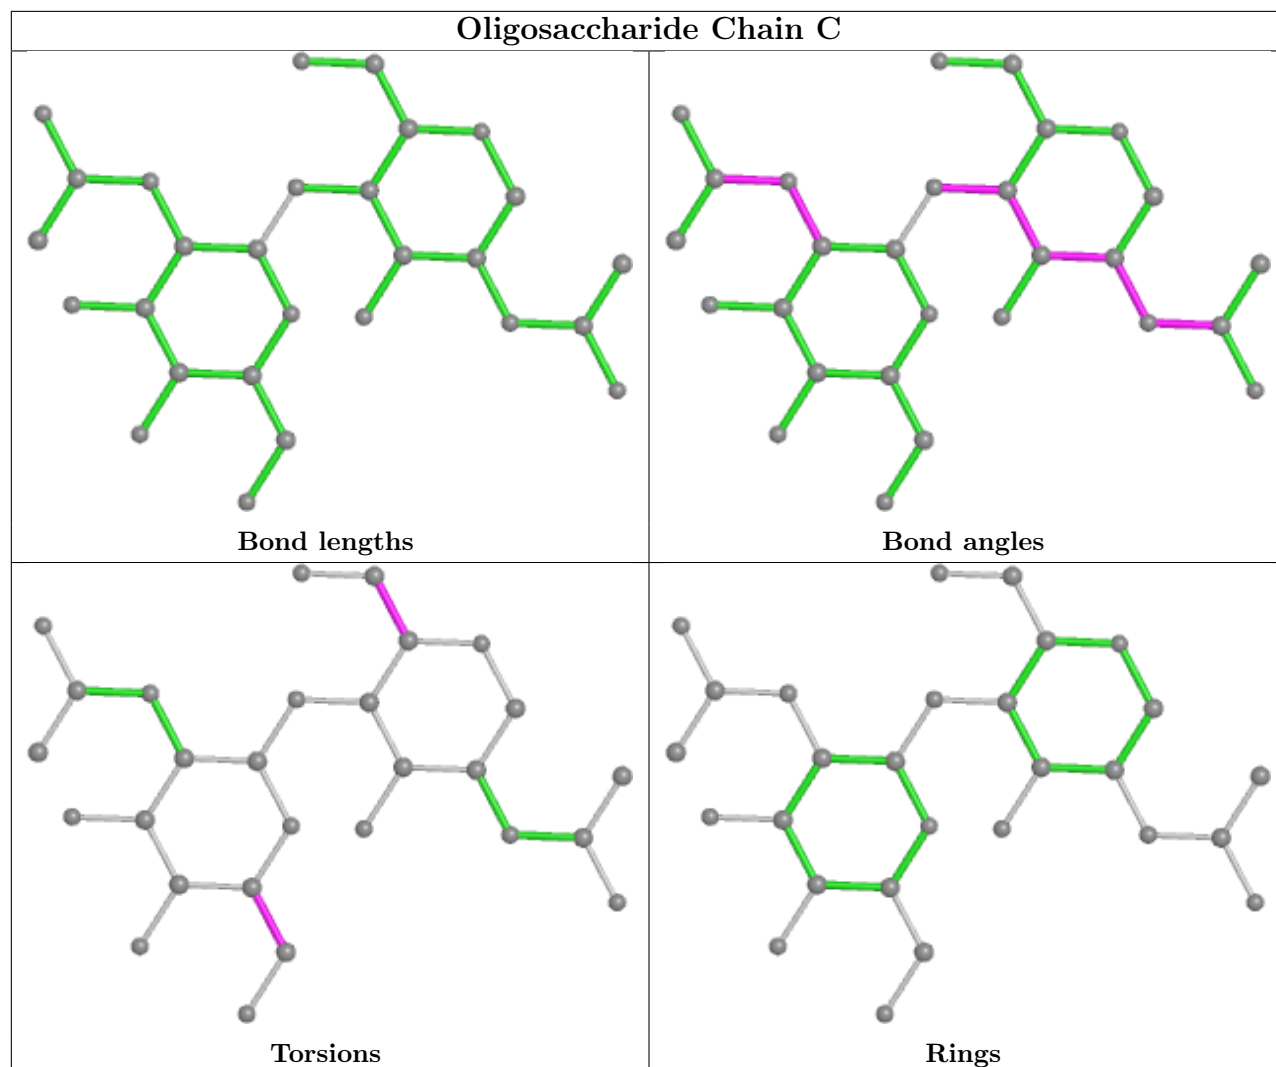 Oligosaccharide Chain C
Bond lengths
Bond angles
Torsions
Rings